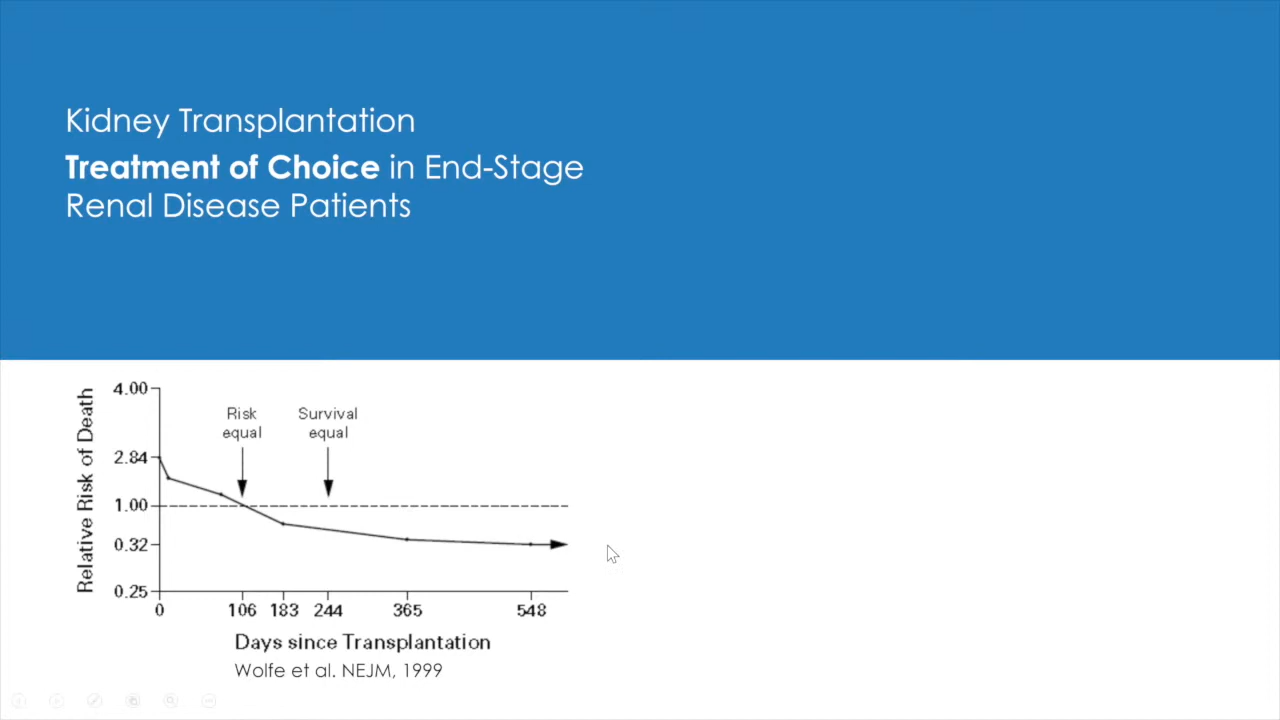 Kidney Transplantation
Treatment of Choice in End-Stage
Renal Disease Patients
Relative Risk of Death
4.00
2.84
1.00
0.32
0.25
Risk
equal
Survival
equal
0 106 183 244 365 548
Days since Transplantation
Wolfe et al. NEJM, 1999